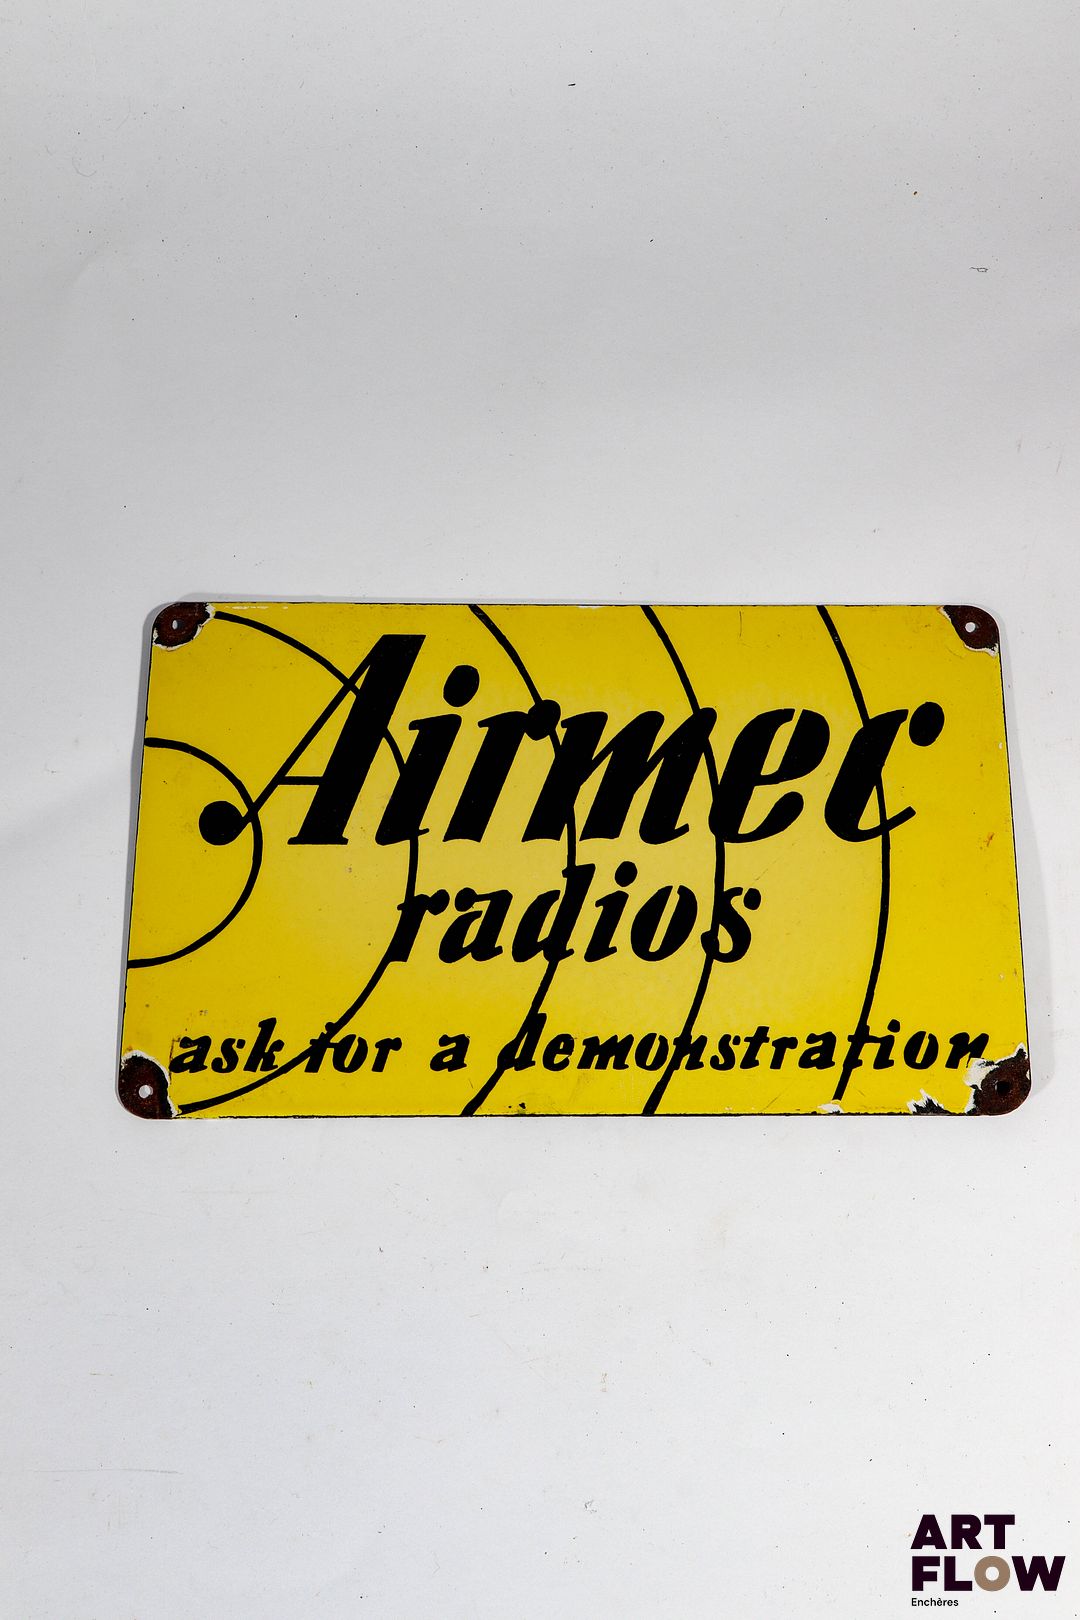 Airmec
radios
ask for a demonstration
ART
FLOW
Enchères